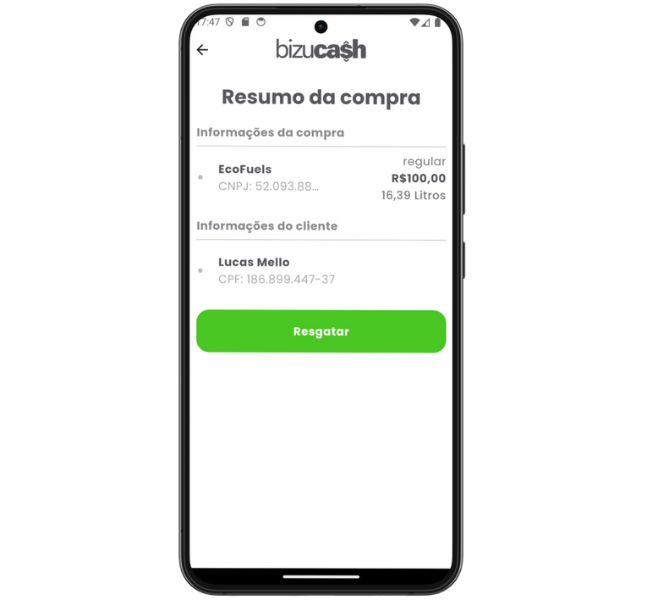 17:47
bizucash
Resumo da compra
Informações da compra
EcoFuels
CNPJ: 52.093.88...
regular
R$100,00
16,39 Litros
Informações do cliente
Lucas Mello
CPF: 186.899.447-37
Resgatar